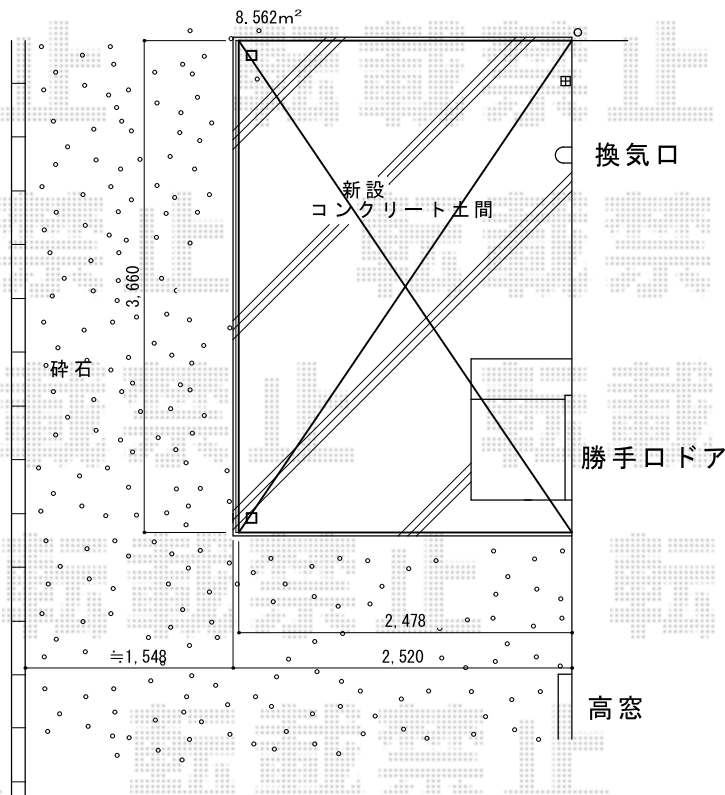 8.562m²
換気口
新設
コンクリート土間
3,660
砕石
勝手口ドア
2,478
≒1,548
2,520
高窓